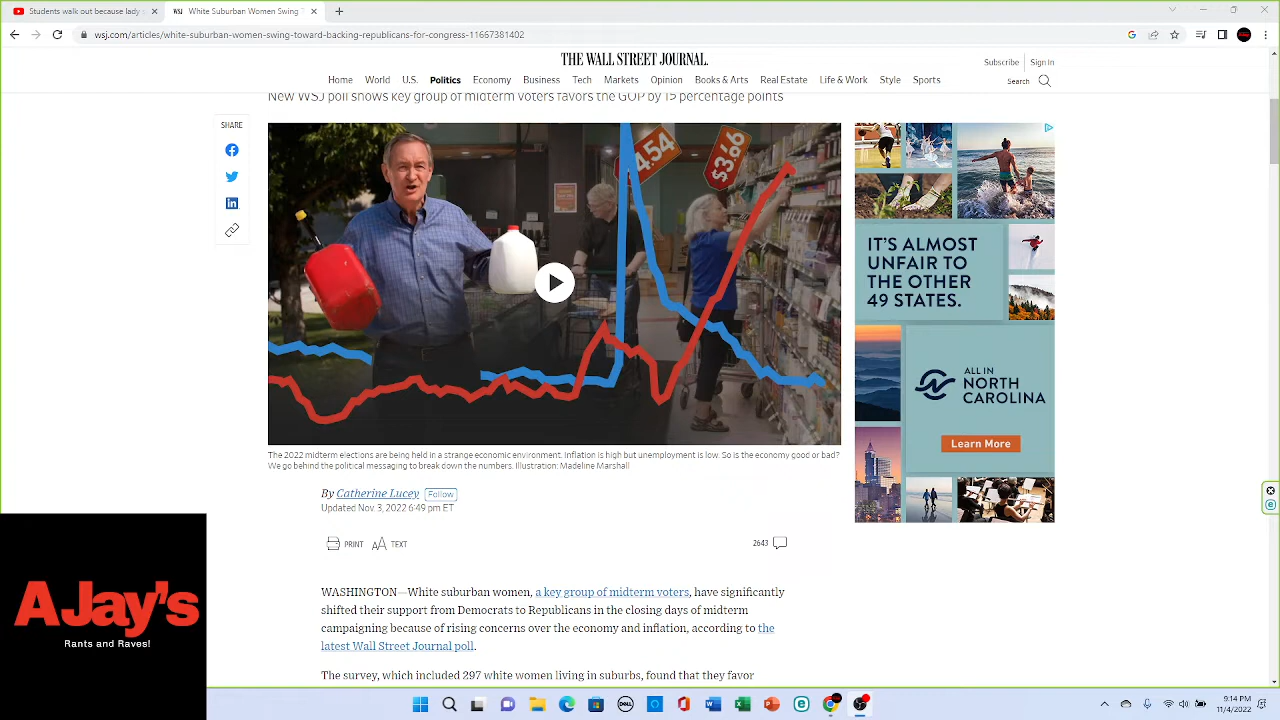 Students walk out because lady s
WSJ White Suburban Women Swing T
wsj.com/articles/white-suburban-women-swing-toward-backing-republicans-for-congress-11667381402
THE WALL STREET JOURNAL.
Subscribe Sign In
Home World U.S. Politics Economy Business Tech Markets Opinion Books & Arts Real Estate Life & Work Style Sports
Search
New WSJ poll shows key group of midterm voters favors the GOP by 15 percentage points
SHARE
4.54
$3.66
IT'S ALMOST
UNFAIR TO
THE OTHER
49 STATES.
ALL IN
NORTH
CAROLINA
Learn More
The 2022 midterm elections are being held in a strange economic environment. Inflation is high but unemployment is low. So is the economy good or bad?
We go behind the political messaging to break down the numbers. Illustration: Madeline Marshall
By Catherine Lucey Follow
Updated Nov. 3, 2022 6:49 pm ET
PRINT TEXT
2643
WASHINGTON—White suburban women, a key group of midterm voters, have significantly
shifted their support from Democrats to Republicans in the closing days of midterm
campaigning because of rising concerns over the economy and inflation, according to the
latest Wall Street Journal poll.
The survey, which included 297 white women living in suburbs, found that they favor
A Jay's
Rants and Raves!
9:14 PM
11/4/2022